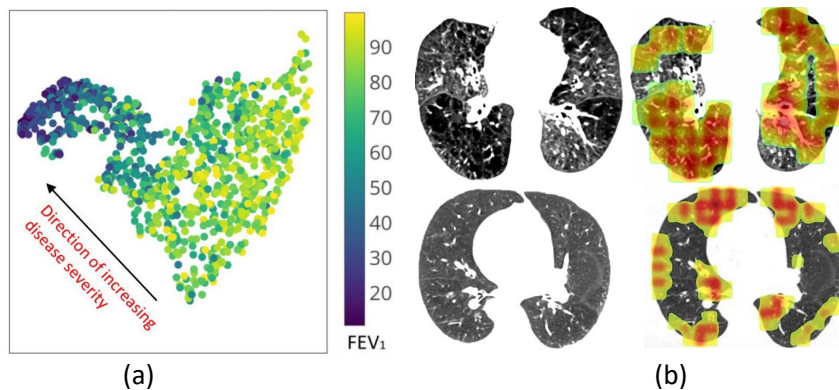 Direction of increasing
disease severity
90
80
70
60
50
40
30
20
FEV₁
(a)
(b)